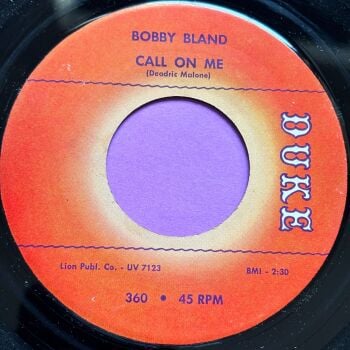 BOBBY BLAND
CALL ON ME
(Deadric Malone)
DUKE
Lion Publ. Co. - UV 7123
BMI - 2:30
360 • 45 RPM